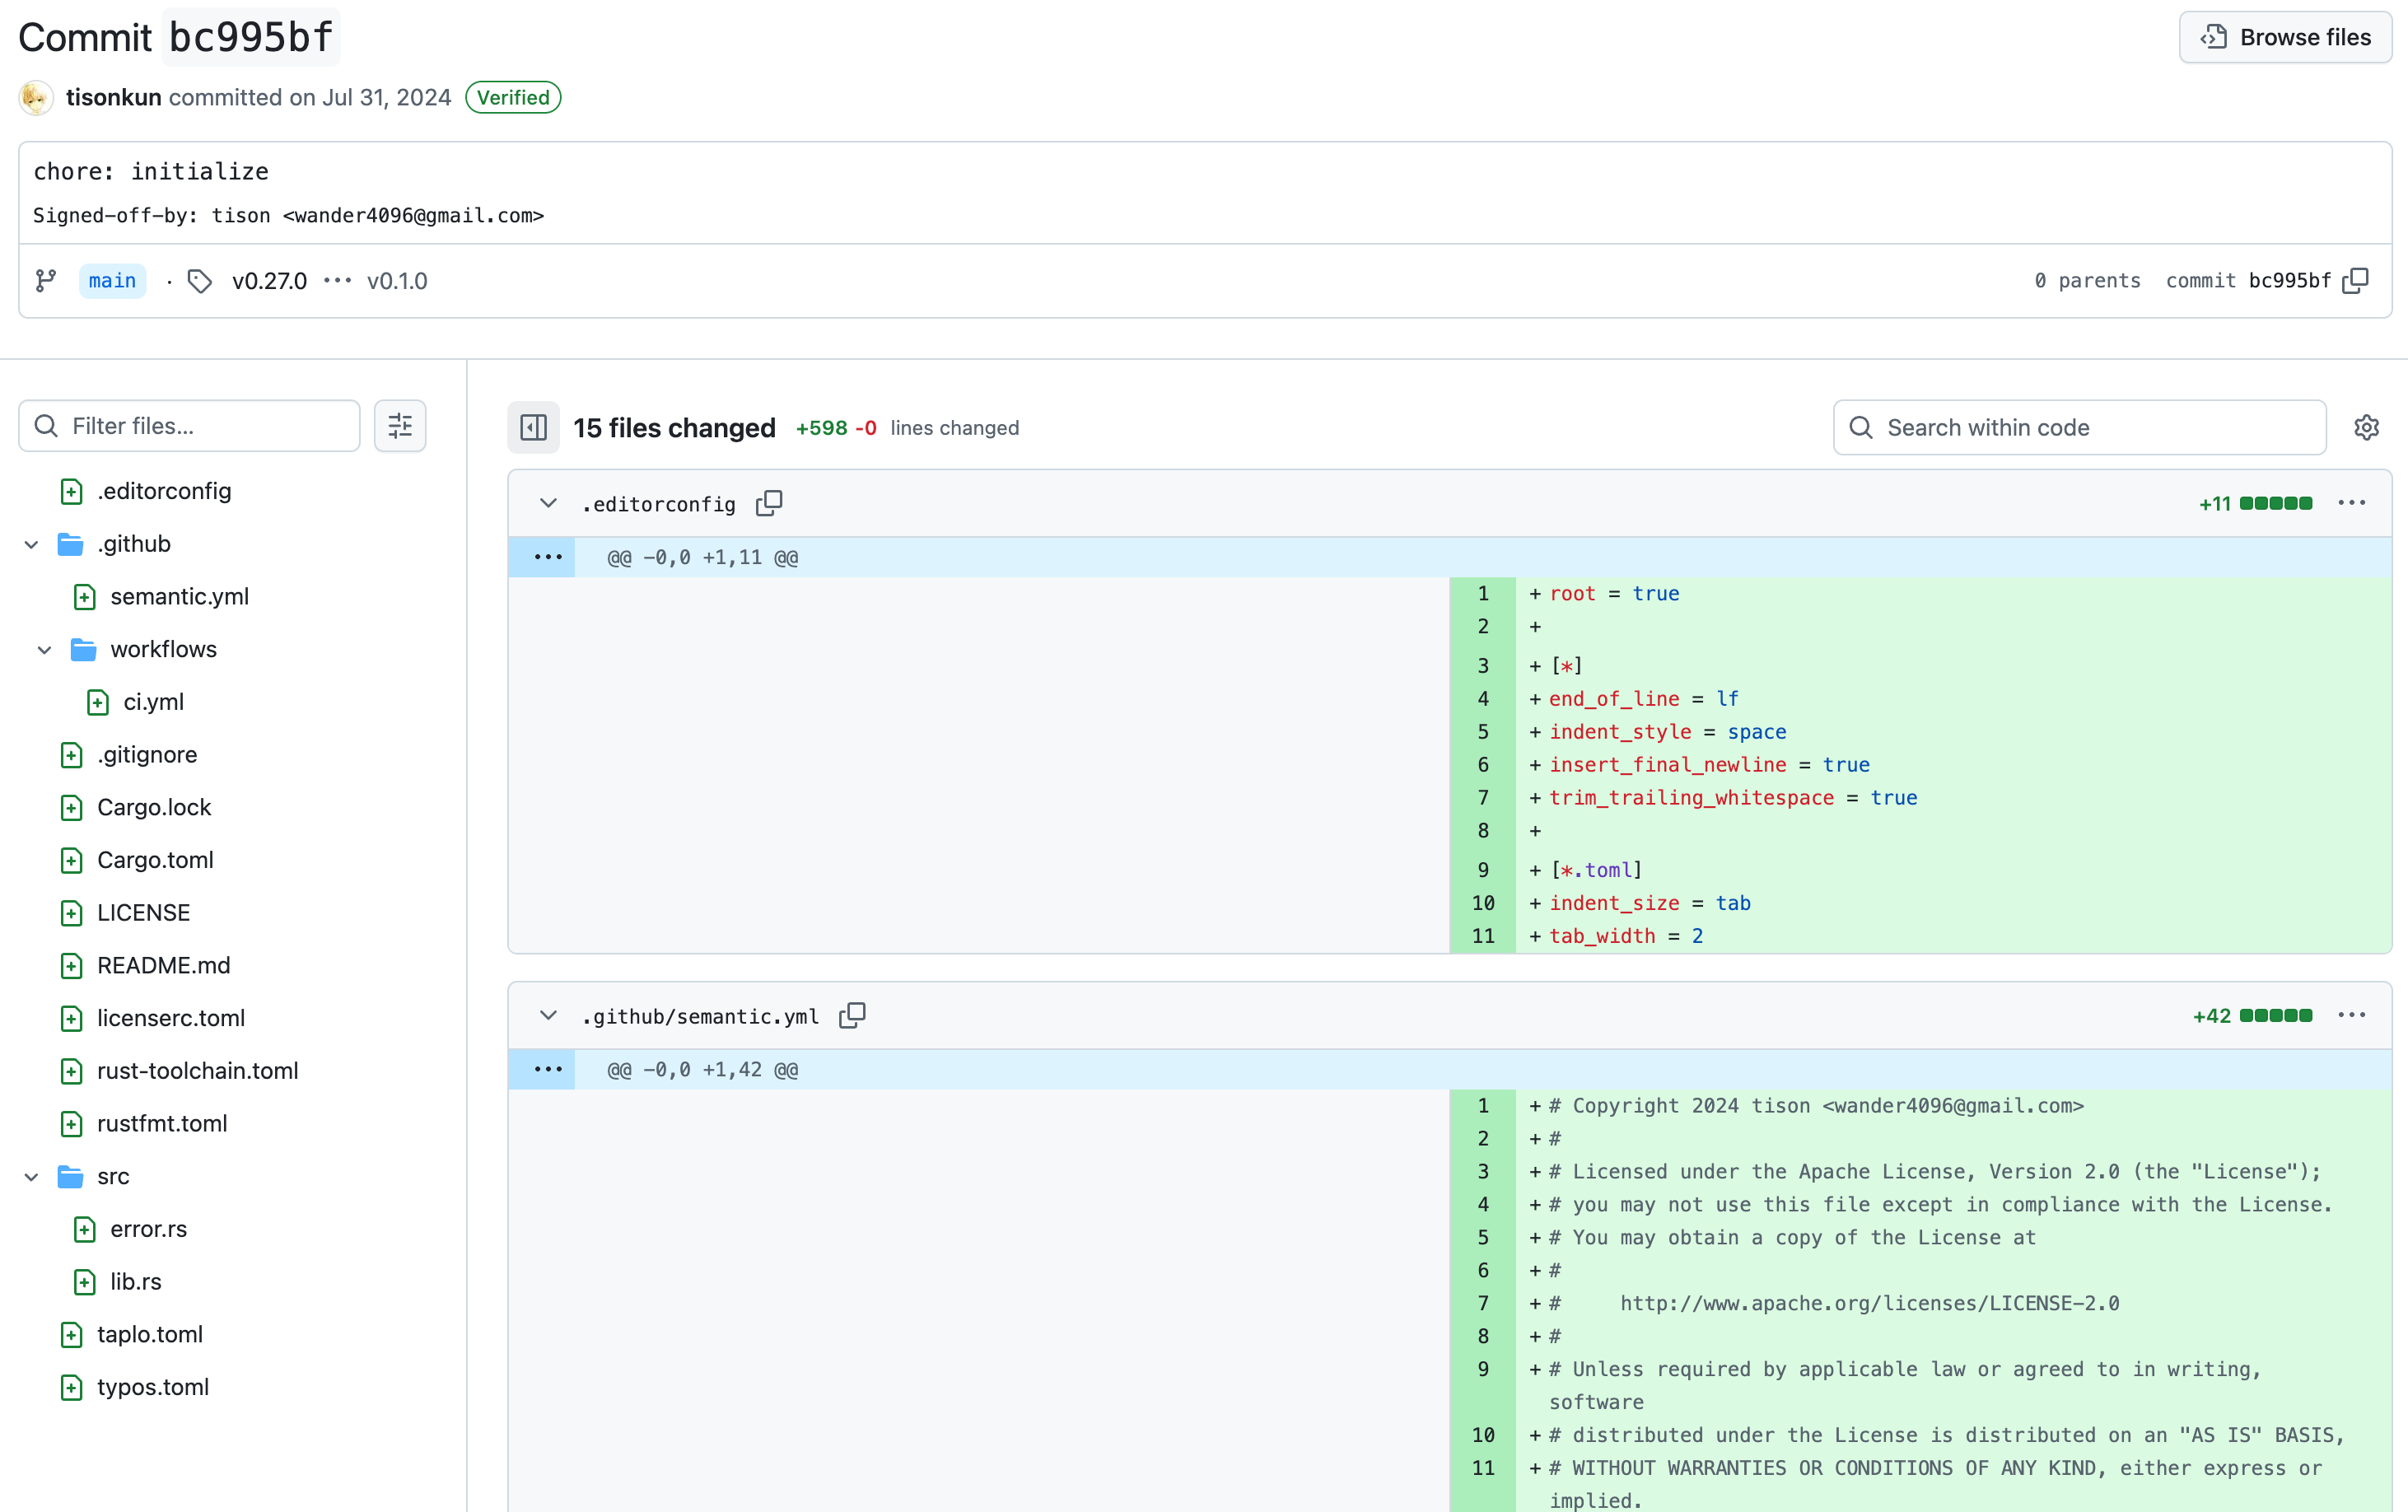 Commit bc995bf
Browse files
tisonkun committed on Jul 31, 2024 Verified
chore: initialize
Signed-off-by: tison <wander4096@gmail.com>
main · v0.27.0 ··· v0.1.0
0 parents commit bc995bf
Filter files...
.editorconfig
.github
semantic.yml
workflows
ci.yml
.gitignore
Cargo.lock
Cargo.toml
LICENSE
README.md
licenserc.toml
rust-toolchain.toml
rustfmt.toml
src
error.rs
lib.rs
taplo.toml
typos.toml
15 files changed +598 -0 lines changed
Search within code
.editorconfig
+11
@@ -0,0 +1,11 @@
1 + root = true
2 +
3 + [*]
4 + end_of_line = lf
5 + indent_style = space
6 + insert_final_newline = true
7 + trim_trailing_whitespace = true
8 +
9 + [*.toml]
10 + indent_size = tab
11 + tab_width = 2
.github/semantic.yml
+42
@@ -0,0 +1,42 @@
1 + # Copyright 2024 tison <wander4096@gmail.com>
2 + #
3 + # Licensed under the Apache License, Version 2.0 (the "License");
4 + # you may not use this file except in compliance with the License.
5 + # You may obtain a copy of the License at
6 + #
7 + #     http://www.apache.org/licenses/LICENSE-2.0
8 + #
9 + # Unless required by applicable law or agreed to in writing,
software
10 + # distributed under the License is distributed on an "AS IS" BASIS,
11 + # WITHOUT WARRANTIES OR CONDITIONS OF ANY KIND, either express or
implied.